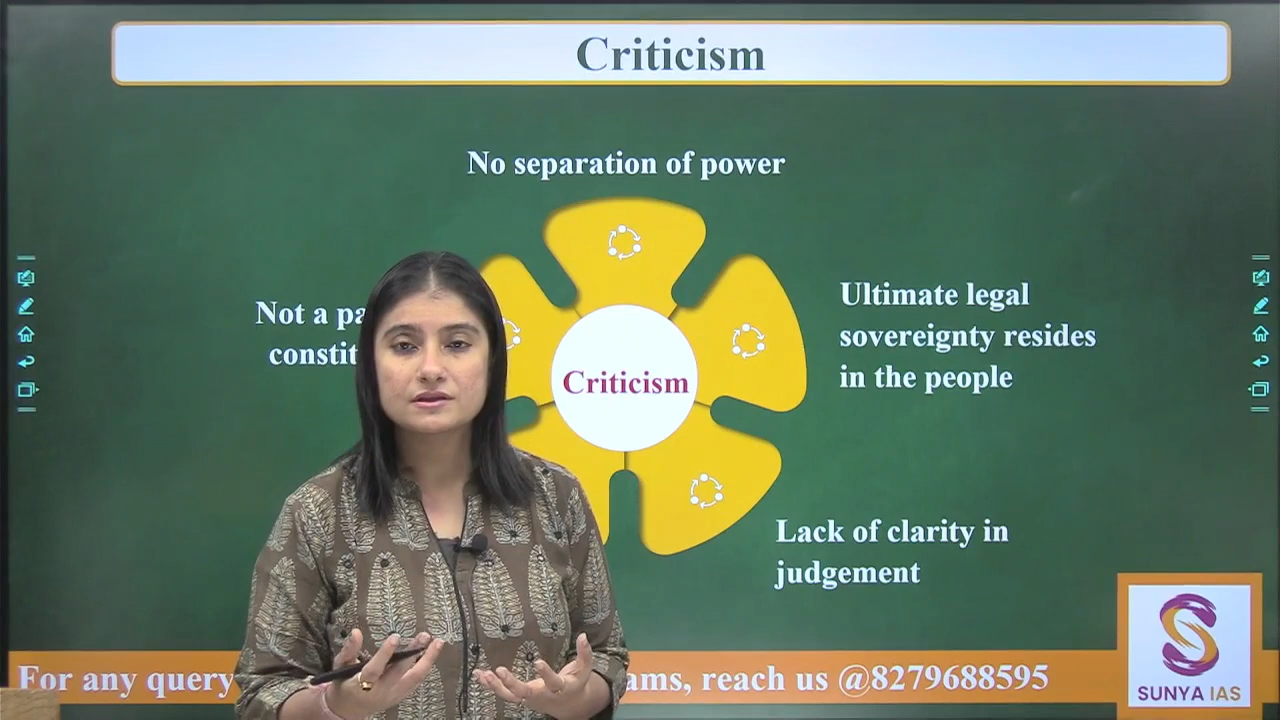 Criticism
No separation of power
Not a
constit
Ultimate legal
sovereignty resides
in the people
Criticism
Lack of clarity in
judgement
For any query ams, reach us @8279688595
SUNYA IAS